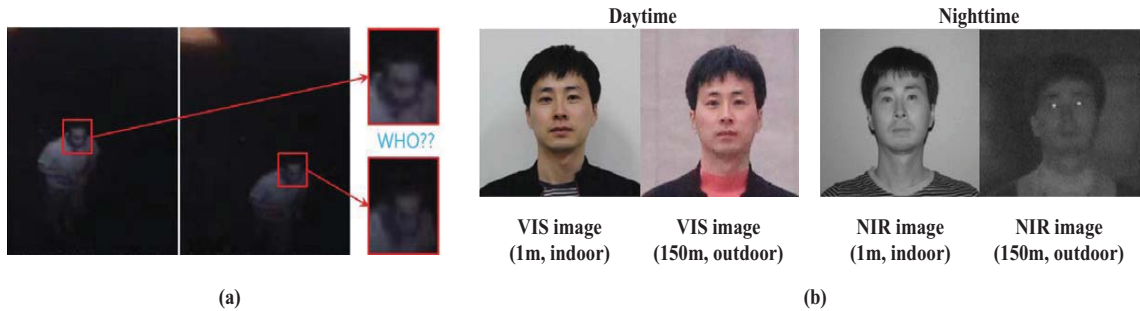 Daytime
Nighttime
WHO??
VIS image
(1m, indoor)
VIS image
(150m, outdoor)
NIR image
(1m, indoor)
NIR image
(150m, outdoor)
(a)
(b)